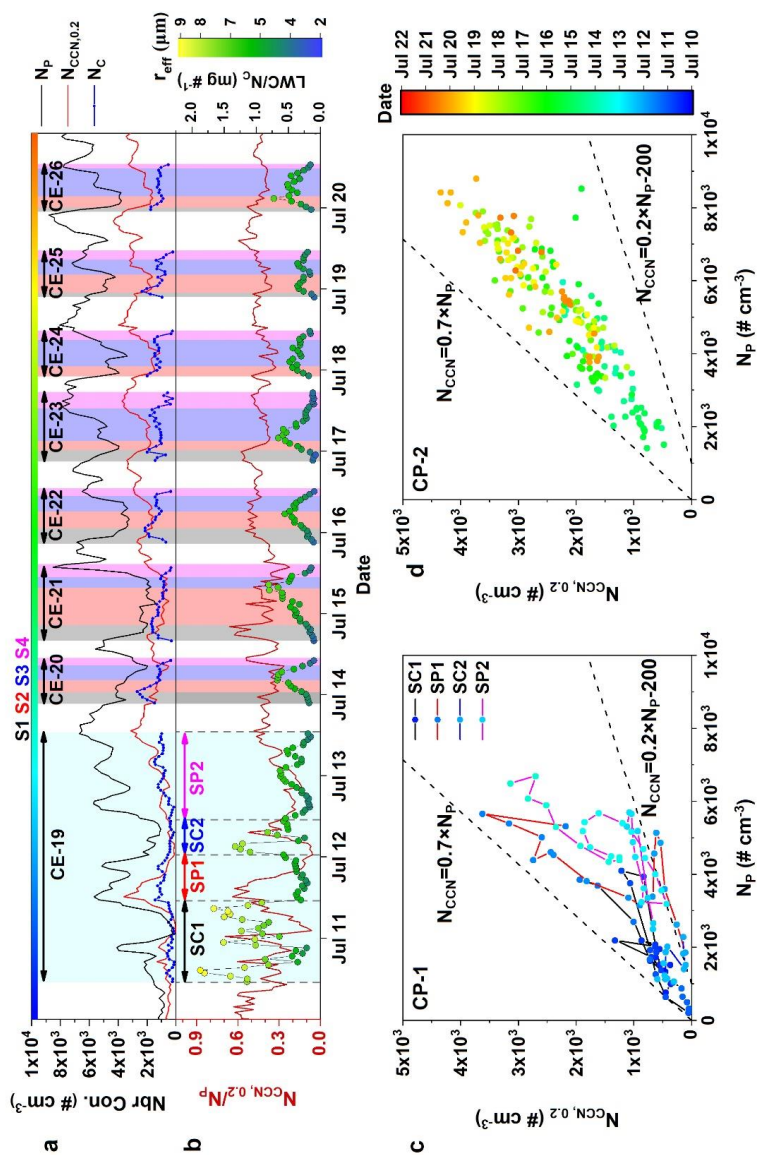 S1 S2 S3 S4
N_P
N_CCN,0.2
N_C
a
1x10⁴
8x10³
6x10³
4x10³
2x10³
0
Nbr Con. (# cm⁻³)
CE-19
CE-20
CE-21
CE-22
CE-23
CE-24
CE-25
CE-26
b
0.9
0.6
0.3
0.0
N_CCN, 0.2/N_P
SC1
SP1
SC2
SP2
2.0
1.5
1.0
0.5
0.0
LWC/N_C (mg #⁻¹)
r_eff (µm)
9
8
7
6
5
4
3
2
Jul 11
Jul 12
Jul 13
Jul 14
Jul 15
Jul 16
Jul 17
Jul 18
Jul 19
Jul 20
Date
c
CP-1
5x10³
4x10³
3x10³
2x10³
1x10³
0
N_CCN, 0.2 (# cm⁻³)
N_CCN=0.7×N_P
N_CCN=0.2×N_P-200
SC1
SP1
SC2
SP2
0
2x10³
4x10³
6x10³
8x10³
1x10⁴
N_P (# cm⁻³)
d
CP-2
5x10³
4x10³
3x10³
2x10³
1x10³
0
N_CCN, 0.2 (# cm⁻³)
N_CCN=0.7×N_P
N_CCN=0.2×N_P-200
0
2x10³
4x10³
6x10³
8x10³
1x10⁴
N_P (# cm⁻³)
Date
Jul 22
Jul 21
Jul 20
Jul 19
Jul 18
Jul 17
Jul 16
Jul 15
Jul 14
Jul 13
Jul 12
Jul 11
Jul 10